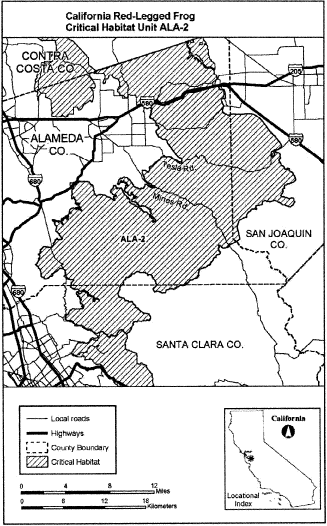 California Red-Legged Frog
Critical Habitat Unit ALA-2
CONTRA
COSTA CO.
205
580
ALAMEDA
CO.
580
Tesla Rd.
Mines Rd.
680
ALA-2
SAN JOAQUIN
CO.
680
SANTA CLARA CO.
Local roads
Highways
County Boundary
Critical Habitat
0 4 8 12
Miles
0 6 12 18
Kilometers
California
Locational
Index